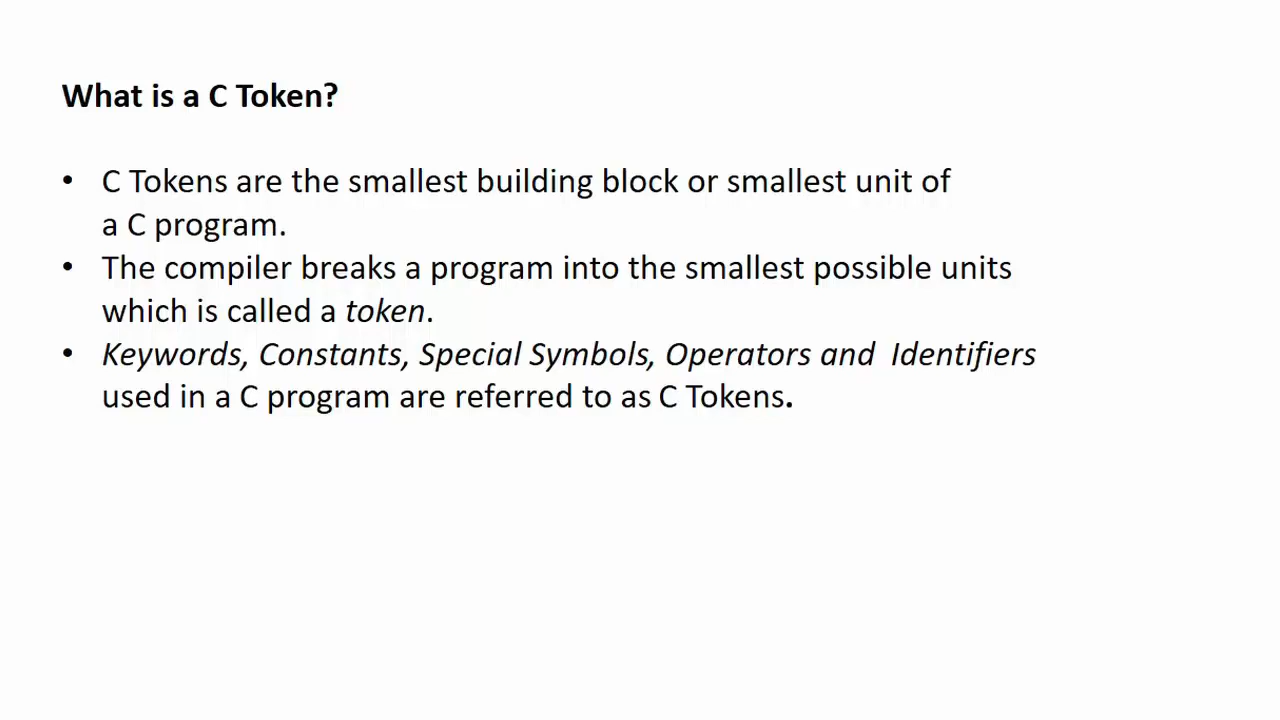 What is a C Token?
• C Tokens are the smallest building block or smallest unit of
a C program.
• The compiler breaks a program into the smallest possible units
which is called a token.
• Keywords, Constants, Special Symbols, Operators and  Identifiers
used in a C program are referred to as C Tokens.